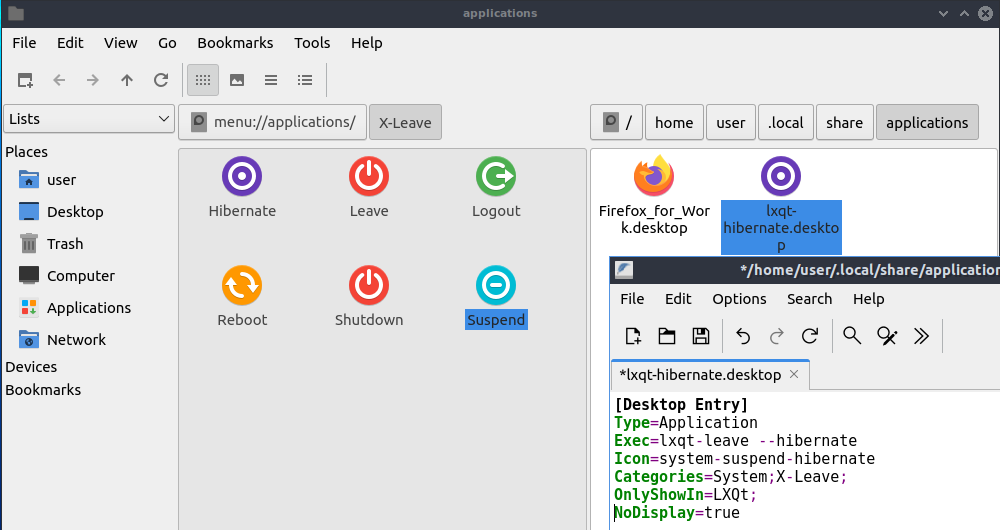 applications
File Edit View Go Bookmarks Tools Help
Lists
menu://applications/ X-Leave
/ home user .local share applications
Places
user
Desktop
Trash
Computer
Applications
Network
Devices
Bookmarks
Hibernate Leave Logout
Reboot Shutdown Suspend
Firefox_for_Wor
k.desktop
lxqt-
hibernate.deskto
p
*/home/user/.local/share/application
File Edit Options Search Help
*lxqt-hibernate.desktop
[Desktop Entry]
Type=Application
Exec=lxqt-leave --hibernate
Icon=system-suspend-hibernate
Categories=System;X-Leave;
OnlyShowIn=LXQt;
NoDisplay=true